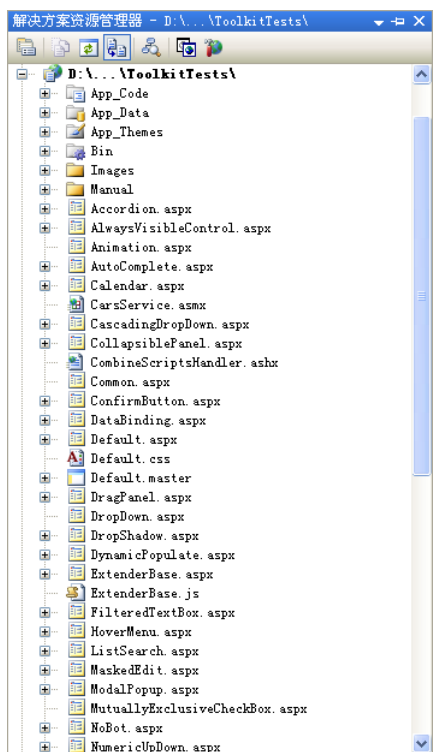 解决方案资源管理器 - D:\...\ToolkitTests\
D:\...\ToolkitTests\
App_Code
App_Data
App_Themes
Bin
Images
Manual
Accordion.aspx
AlwaysVisibleControl.aspx
Animation.aspx
AutoComplete.aspx
Calendar.aspx
CarsService.asmx
CascadingDropDown.aspx
CollapsiblePanel.aspx
CombineScriptsHandler.ashx
Common.aspx
ConfirmButton.aspx
DataBinding.aspx
Default.aspx
Default.css
Default.master
DragPanel.aspx
DropDown.aspx
DropShadow.aspx
DynamicPopulate.aspx
ExtenderBase.aspx
ExtenderBase.js
FilteredTextBox.aspx
HoverMenu.aspx
ListSearch.aspx
MaskedEdit.aspx
ModalPopup.aspx
MutuallyExclusiveCheckBox.aspx
NoBot.aspx
NumericUpDown.aspx